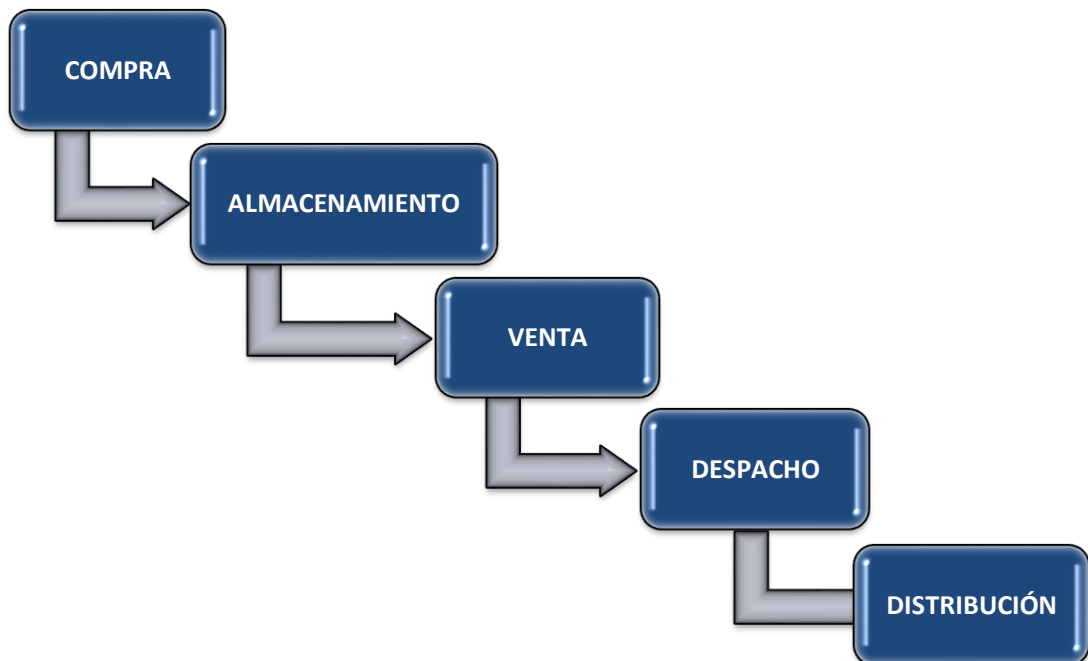 COMPRA
ALMACENAMIENTO
VENTA
DESPACHO
DISTRIBUCIÓN